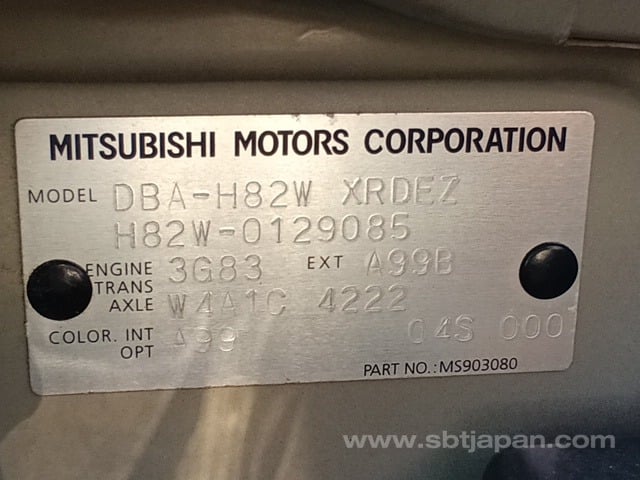 MITSUBISHI MOTORS CORPORATION
MODEL DBA-H82W XRDEZ
H82W-0129085
ENGINE 3G83 EXT A99B
TRANS
AXLE W4A1C 4222
COLOR. INT A99 04S 000
OPT
PART NO.:MS903080
www.sbtjapan.com